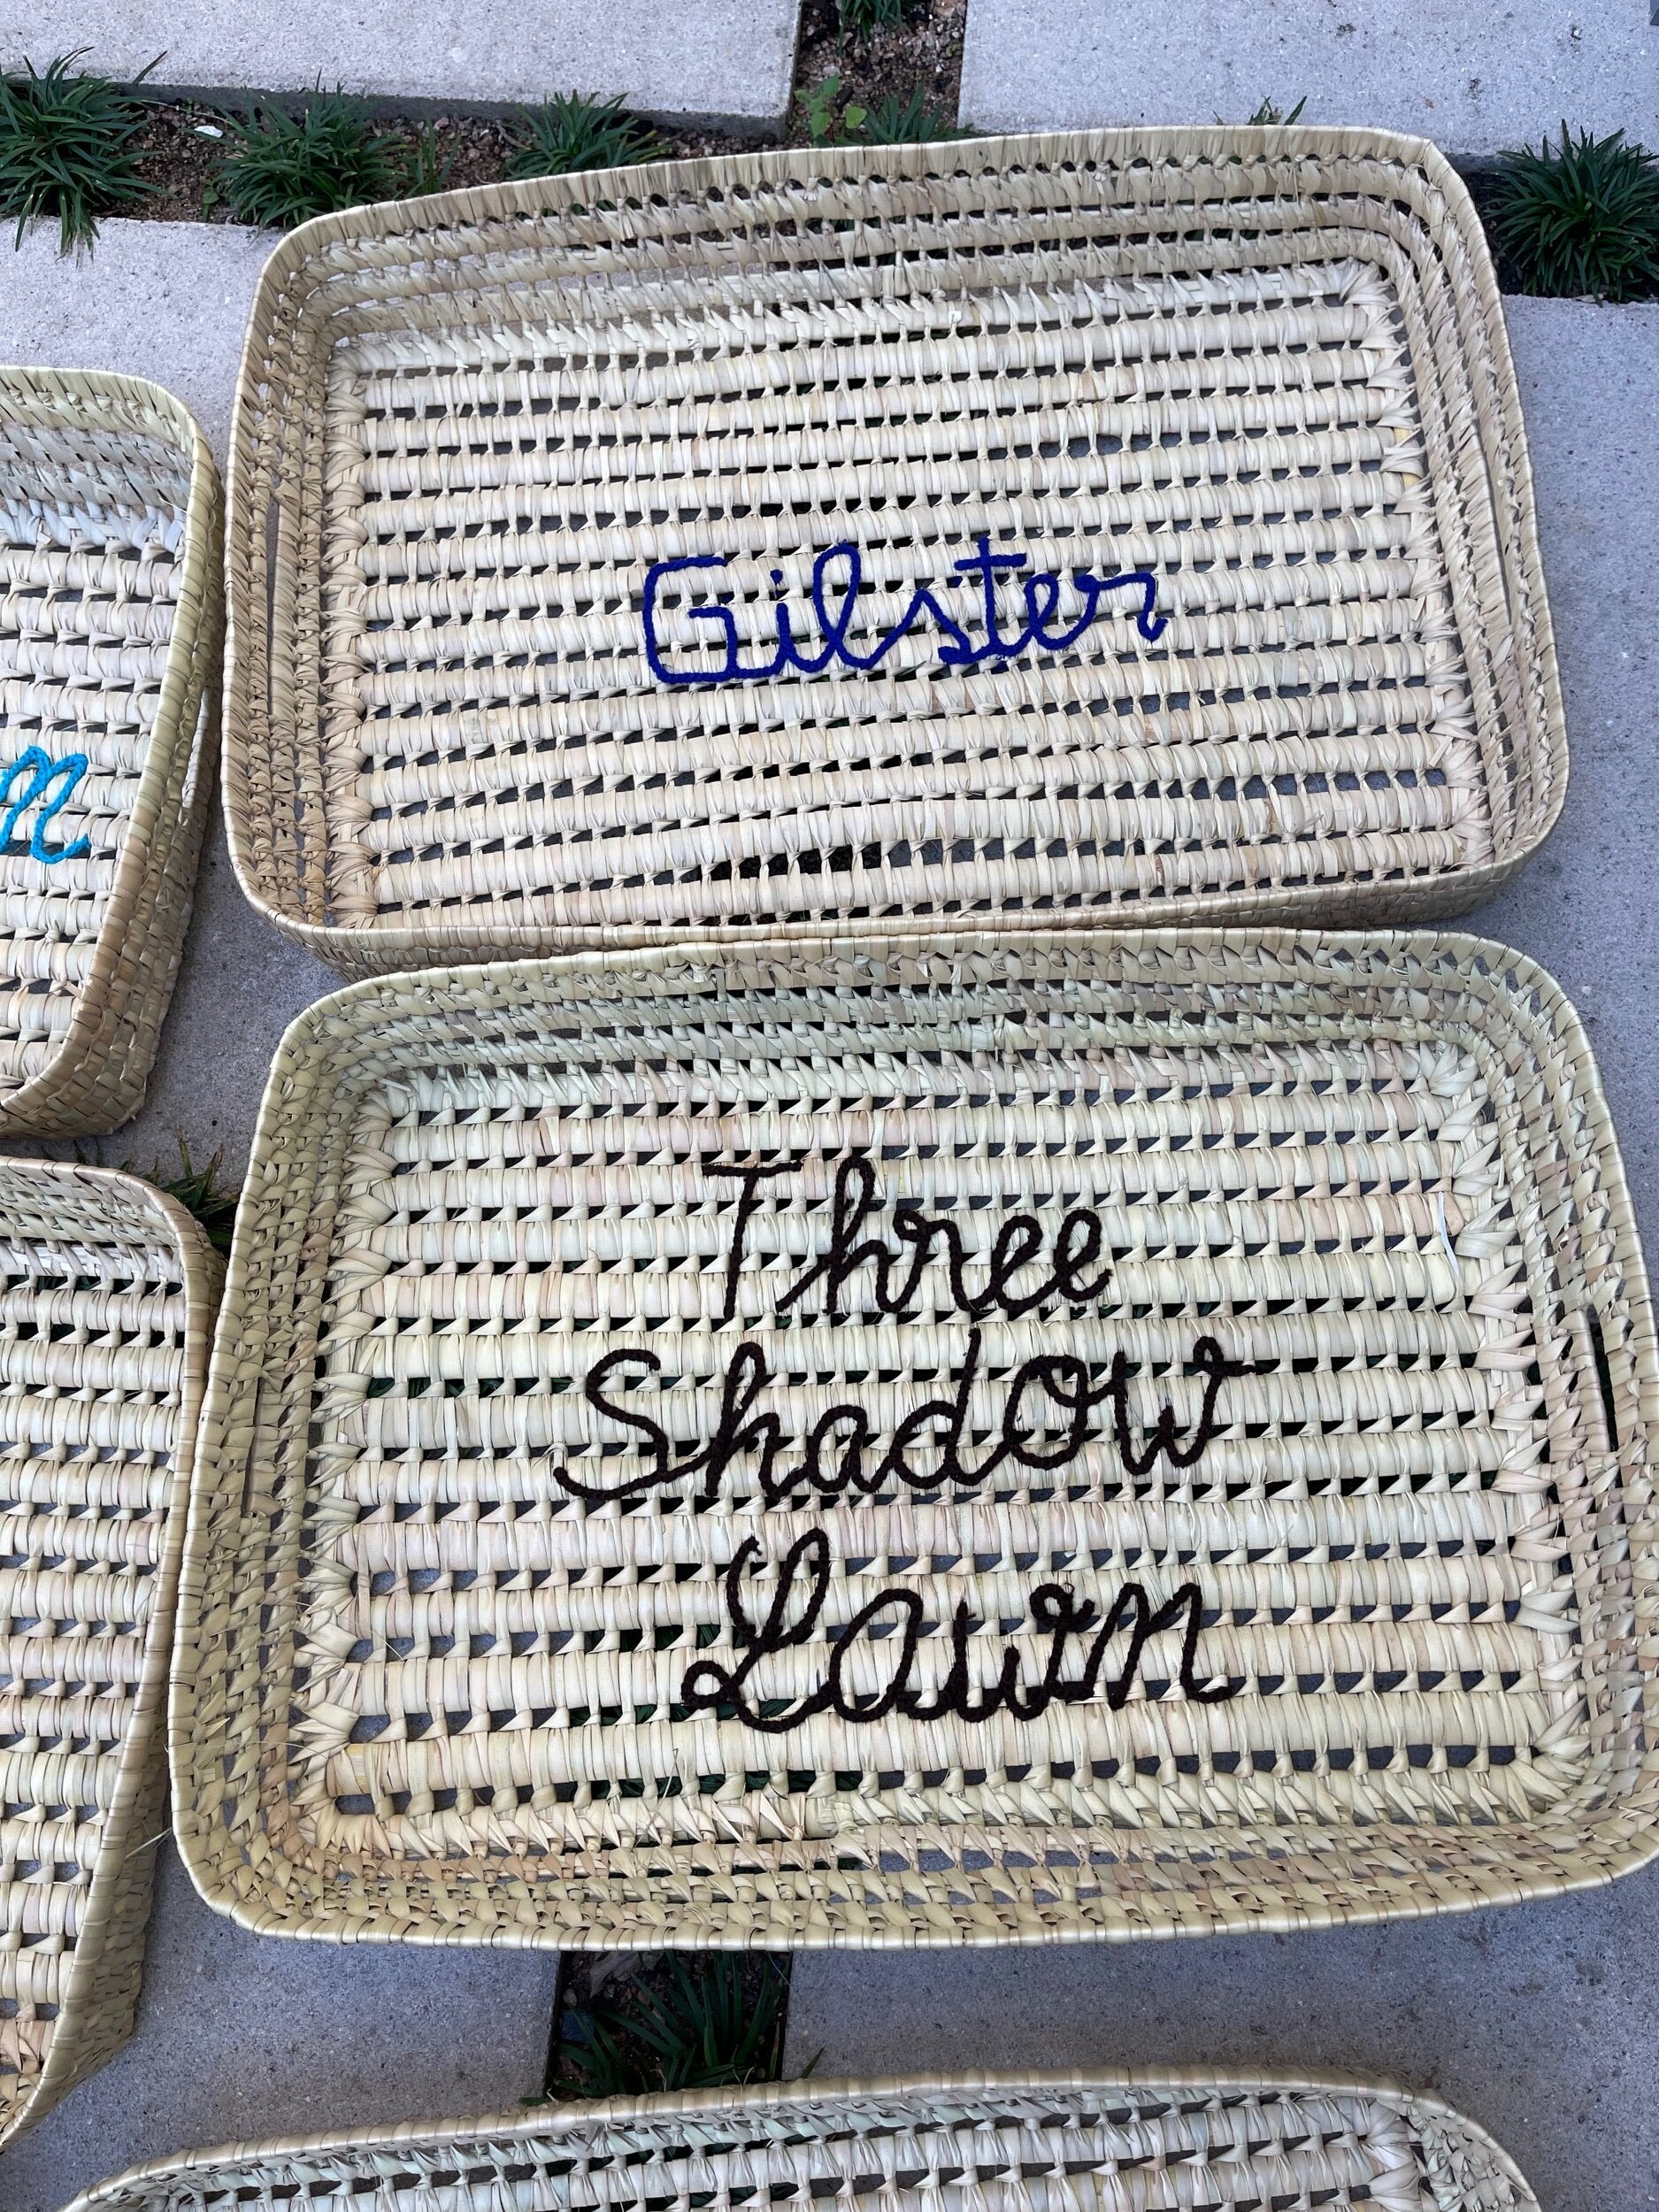 Gilster
Three
Shadow
Lawn